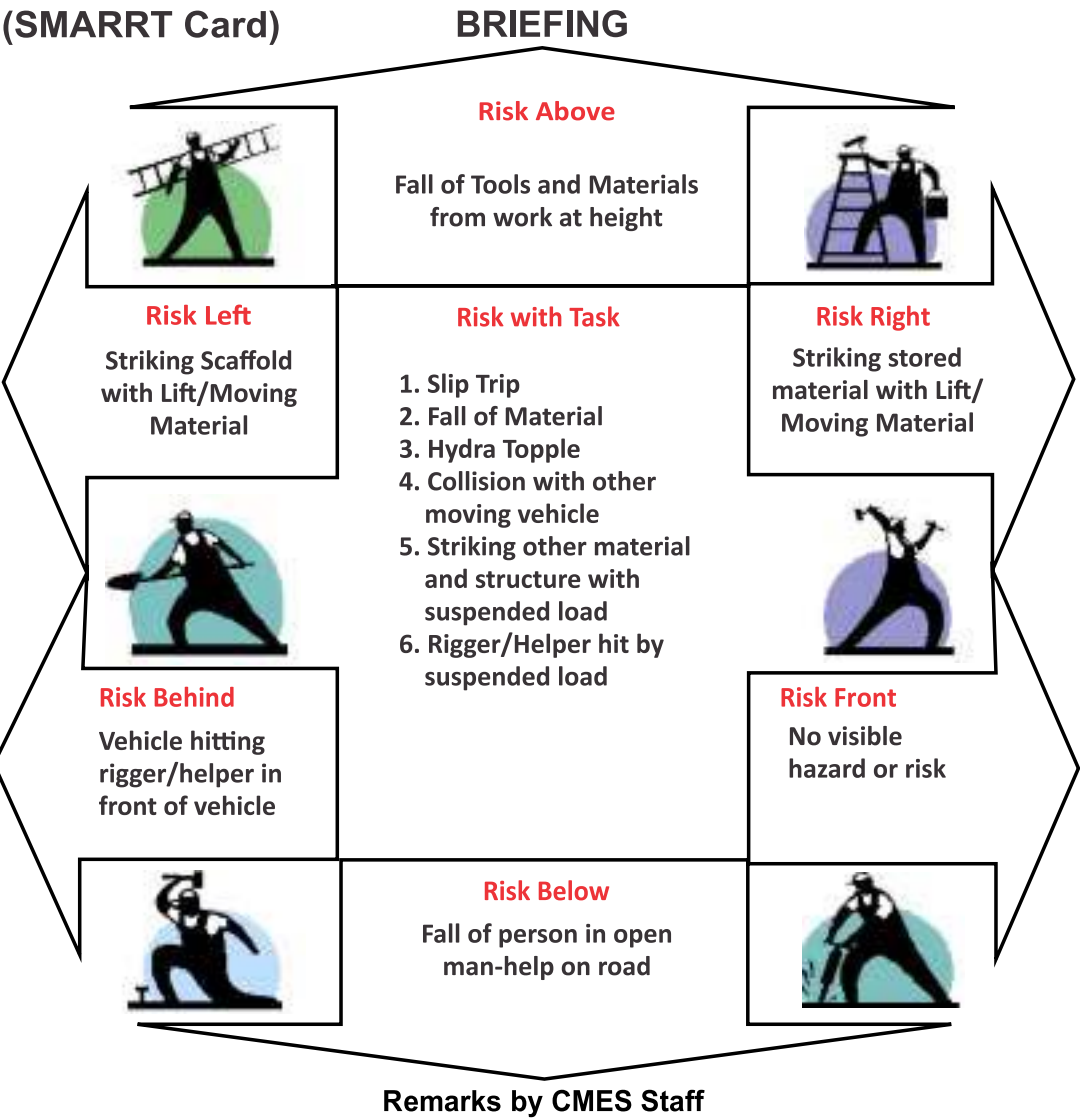 (SMARRT Card) BRIEFING
Risk Above
Fall of Tools and Materials
from work at height
Risk Left
Striking Scaffold
with Lift/Moving
Material
Risk with Task
1. Slip Trip
2. Fall of Material
3. Hydra Topple
4. Collision with other
moving vehicle
5. Striking other material
and structure with
suspended load
6. Rigger/Helper hit by
suspended load
Risk Right
Striking stored
material with Lift/
Moving Material
Risk Behind
Vehicle hitting
rigger/helper in
front of vehicle
Risk Front
No visible
hazard or risk
Risk Below
Fall of person in open
man-help on road
Remarks by CMES Staff